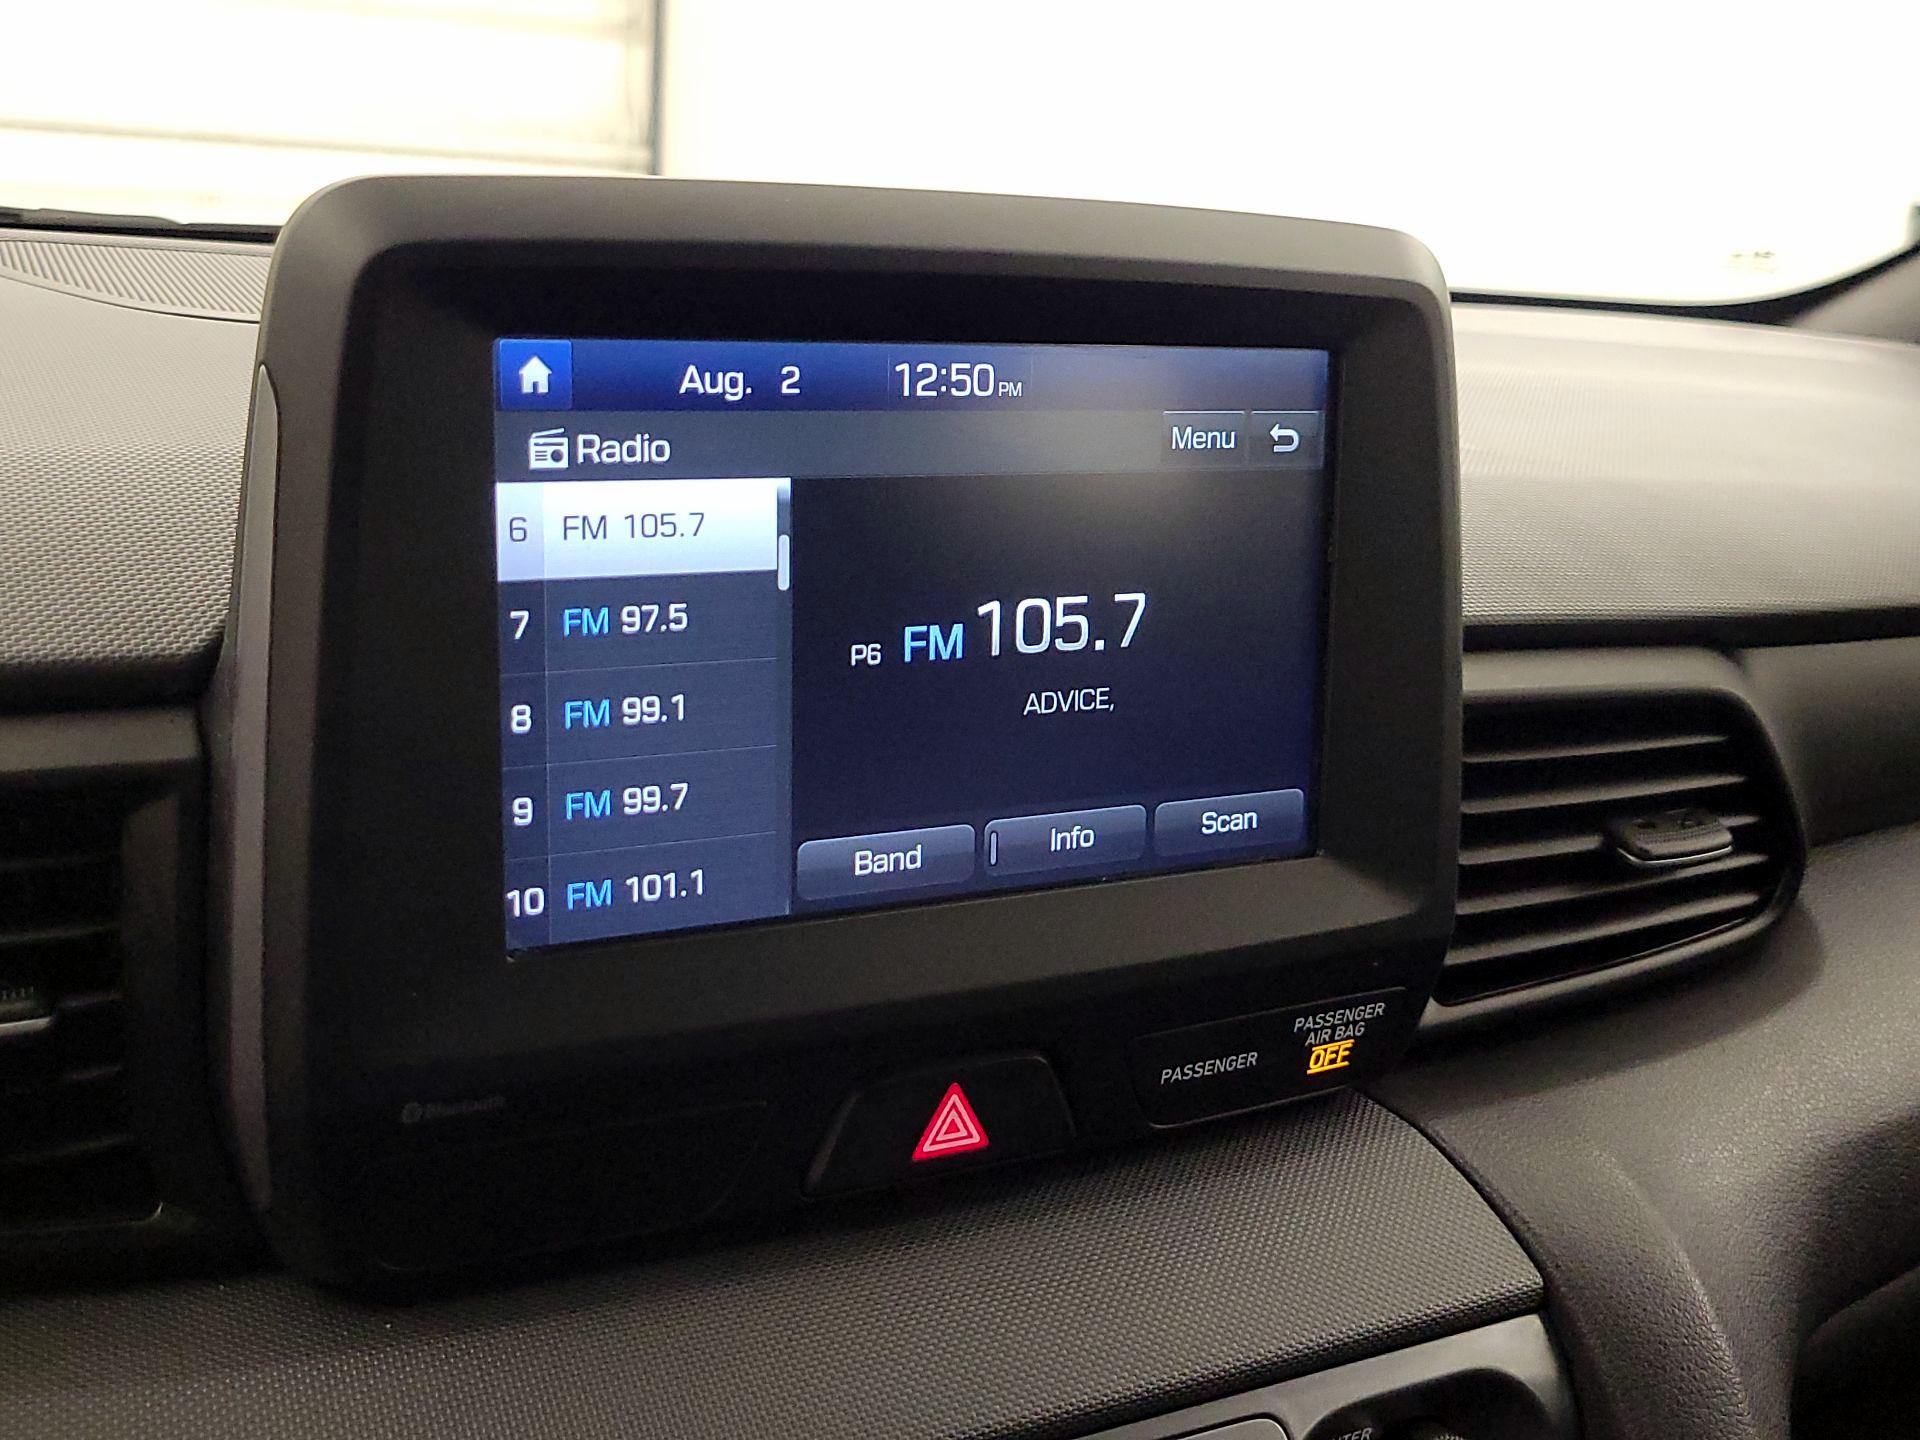 Aug. 2 12:50PM
Radio Menu
6 FM 105.7
7 FM 97.5
8 FM 99.1
9 FM 99.7
10 FM 101.1
P6 FM 105.7
ADVICE,
Band Info Scan
PASSENGER
PASSENGER
AIR BAG
OFF
Bluetooth